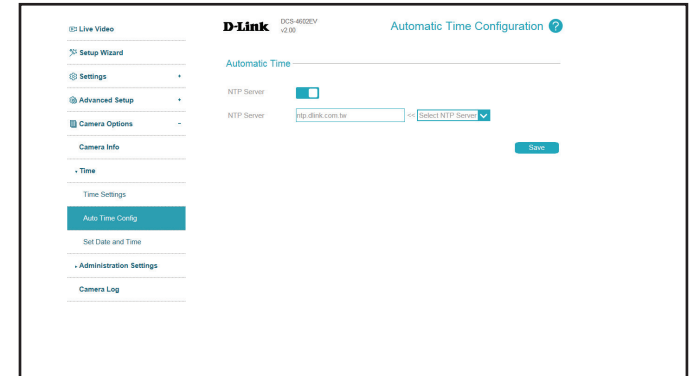 Live Video
Setup Wizard
Settings +
Advanced Setup +
Camera Options -
Camera Info
Time
Time Settings
Auto Time Config
Set Date and Time
Administration Settings
Camera Log
D-Link DCS-4602EV
v2.00
Automatic Time Configuration ?
Automatic Time
NTP Server
NTP Server ntp.dlink.com.tw << Select NTP Server
Save